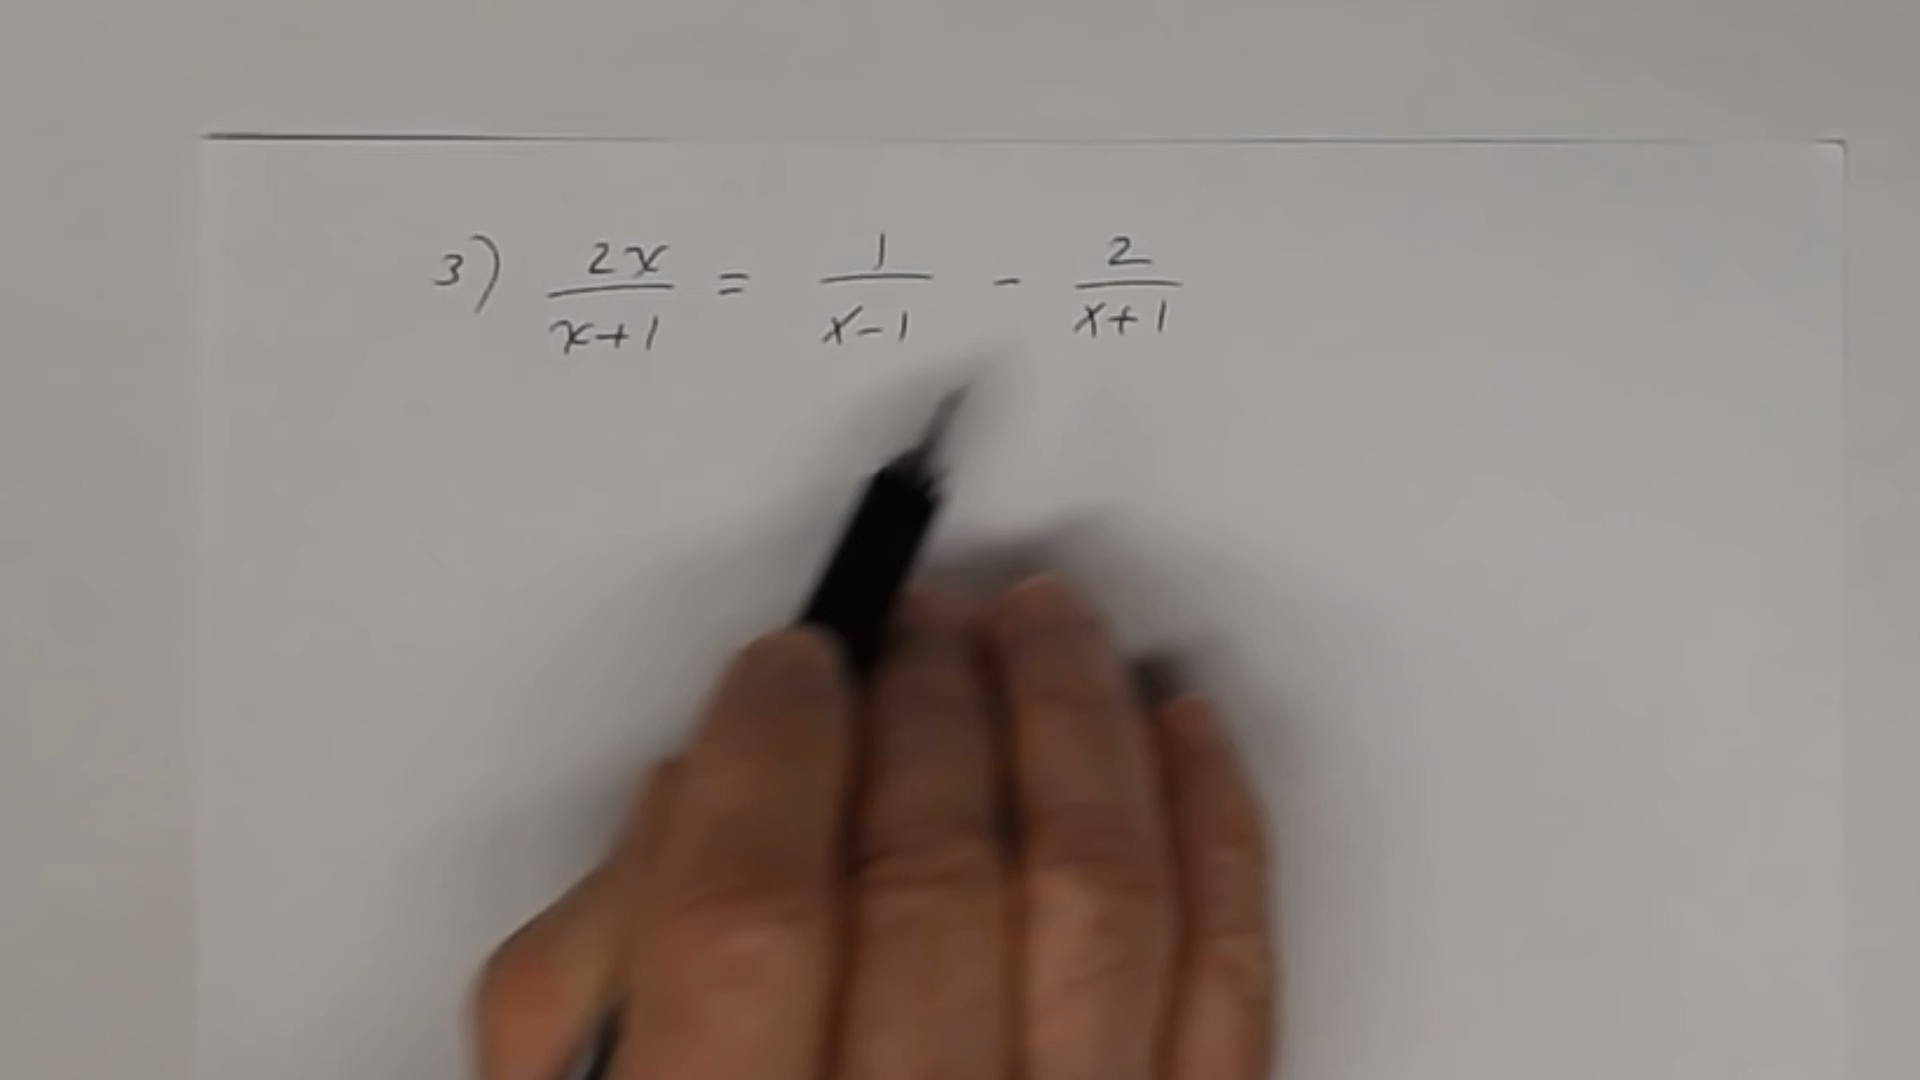 3) 2x/(x+1) = 1/(x-1) - 2/(x+1)